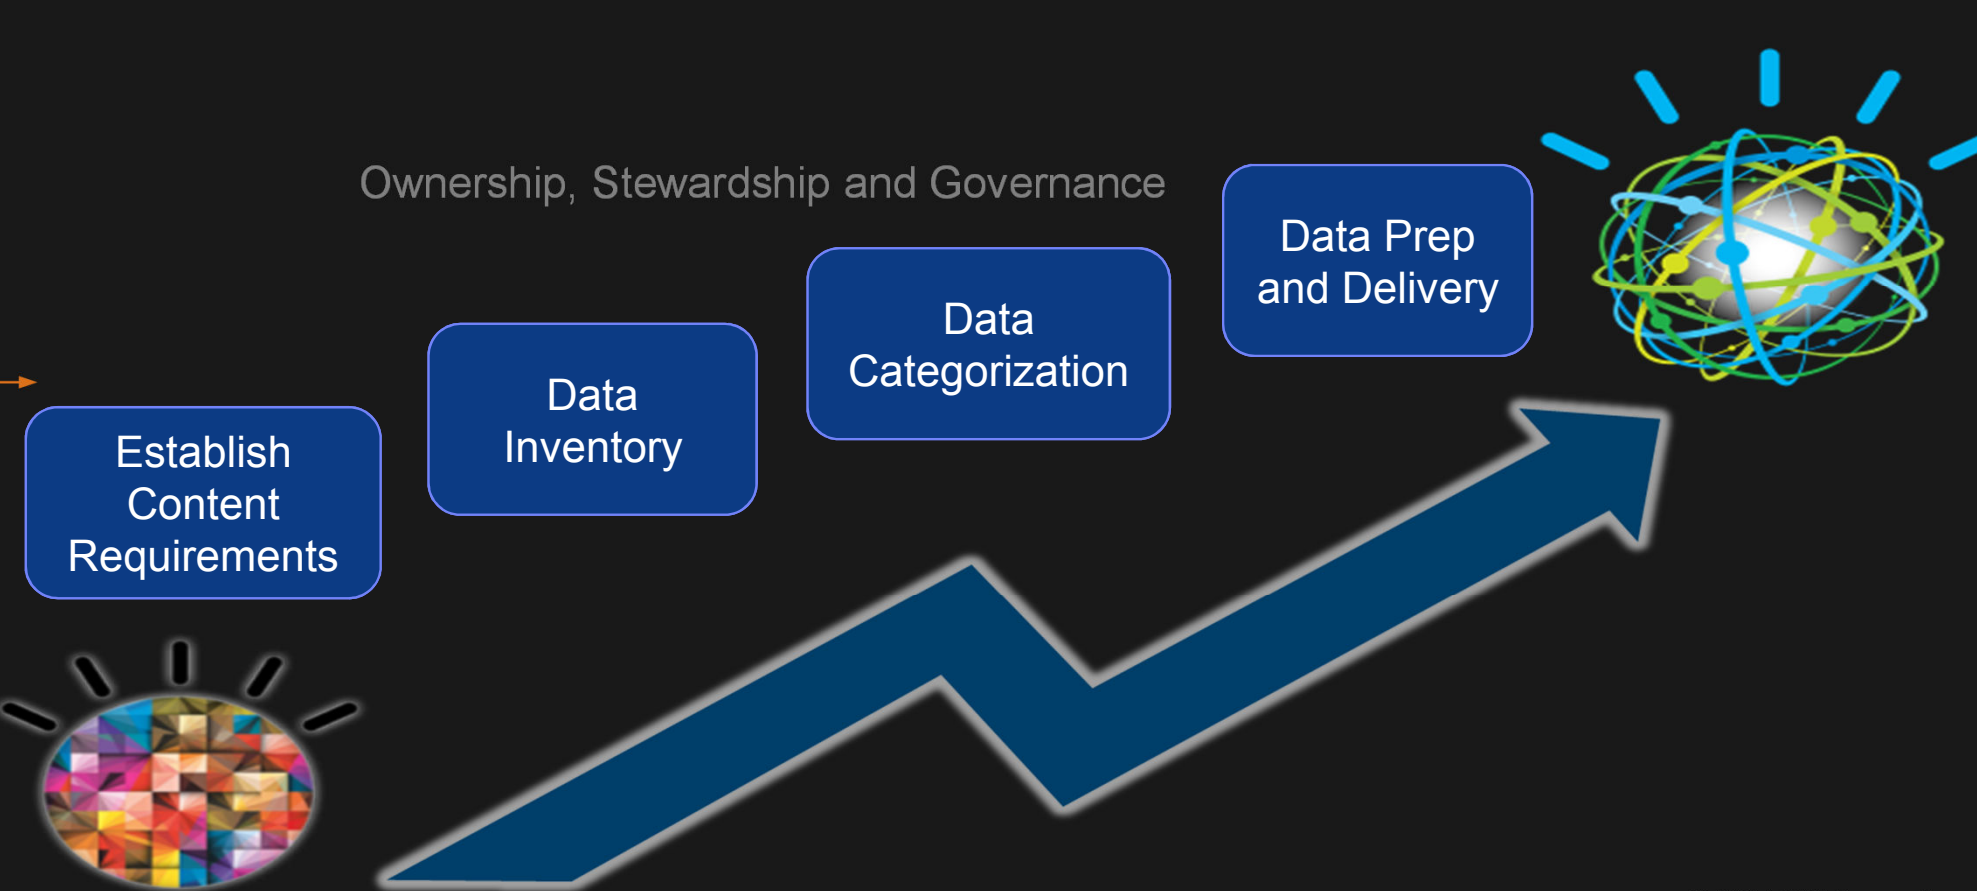 Ownership, Stewardship and Governance
Establish
Content
Requirements
Data
Inventory
Data
Categorization
Data Prep
and Delivery